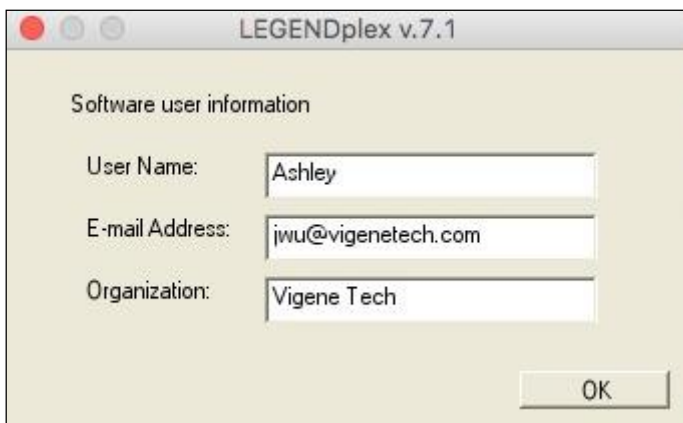 LEGENDplex v.7.1
Software user information
User Name: Ashley
E-mail Address: jwu@vigenetech.com
Organization: Vigene Tech
OK